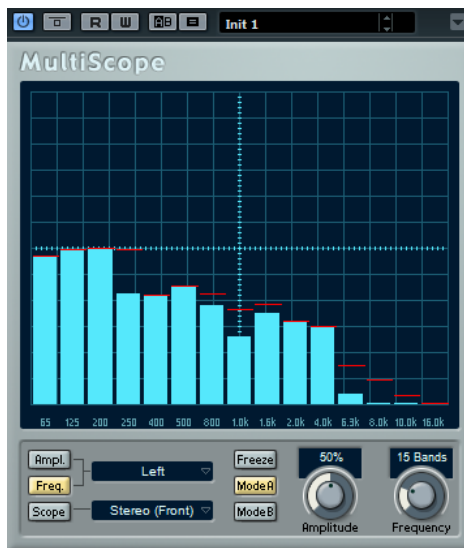 R W AB Init 1
MultiScope
65 125 200 250 400 500 800 1.0k 1.6k 2.0k 4.0k 6.3k 8.0k 10.0k 16.0k
Ampl. Left Freeze 50% 15 Bands
Freq. Mode A
Scope Stereo (Front) Mode B
Amplitude Frequency